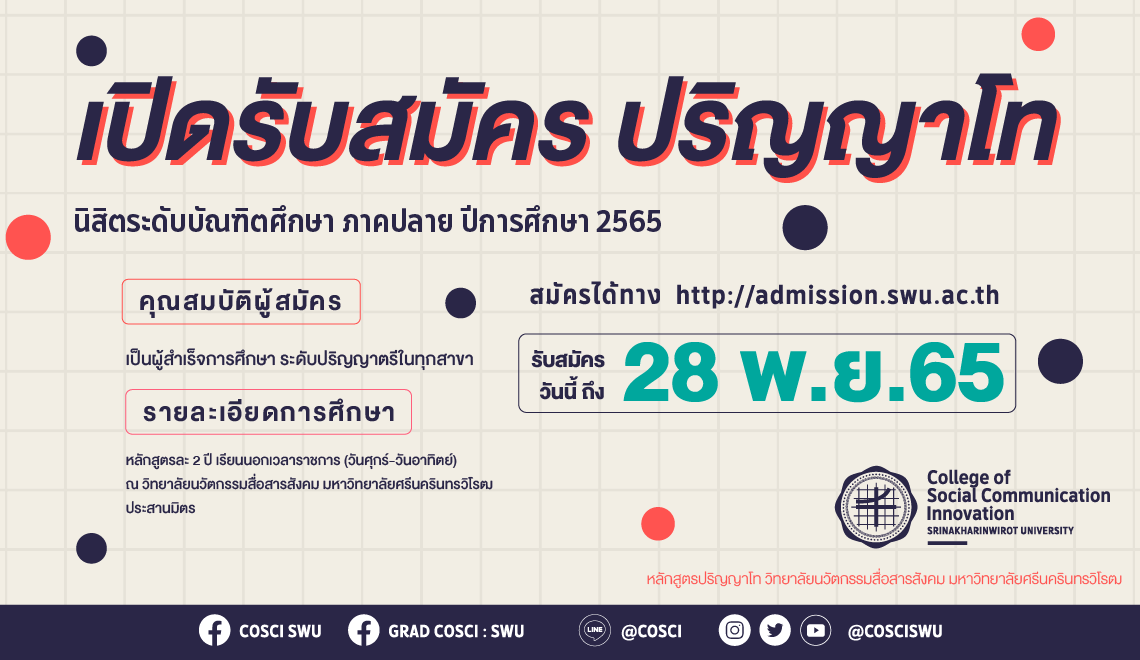 เปิดรับสมัคร ปริญญาโท
นิสิตระดับบัณฑิตศึกษา ภาคปลาย ปีการศึกษา 2565
คุณสมบัติผู้สมัคร
เป็นผู้สำเร็จการศึกษา ระดับปริญญาตรีในทุกสาขา
รายละเอียดการศึกษา
หลักสูตรละ 2 ปี เรียนนอกเวลาราชการ (วันศุกร์-วันอาทิตย์)
ณ วิทยาลัยนวัตกรรมสื่อสารสังคม มหาวิทยาลัยศรีนครินทรวิโรฒ
ประสานมิตร
สมัครได้ทาง http://admission.swu.ac.th
รับสมัคร
วันนี้ ถึง
28 พ.ย.65
College of
Social Communication
Innovation
SRINAKHARINWIROT UNIVERSITY
หลักสูตรปริญญาโท วิทยาลัยนวัตกรรมสื่อสารสังคม มหาวิทยาลัยศรีนครินทรวิโรฒ
COSCI SWU GRAD COSCI : SWU LINE @COSCI @COSCISWU